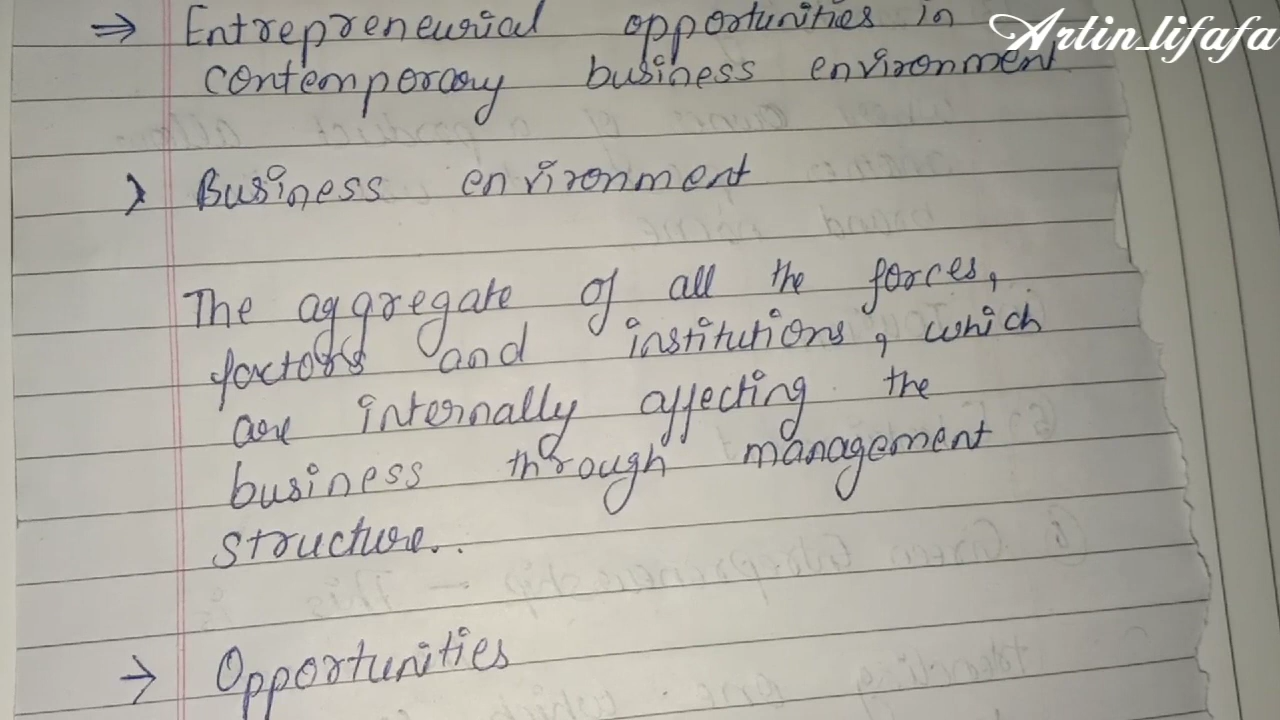 Artin_lifafa
⇒ Entrepreneurial opportunities in
contemporary business environment
> Business environment
The aggregate of all the forces,
factors and institutions, which
are internally affecting the
business through management
structure..
→ Opportunities